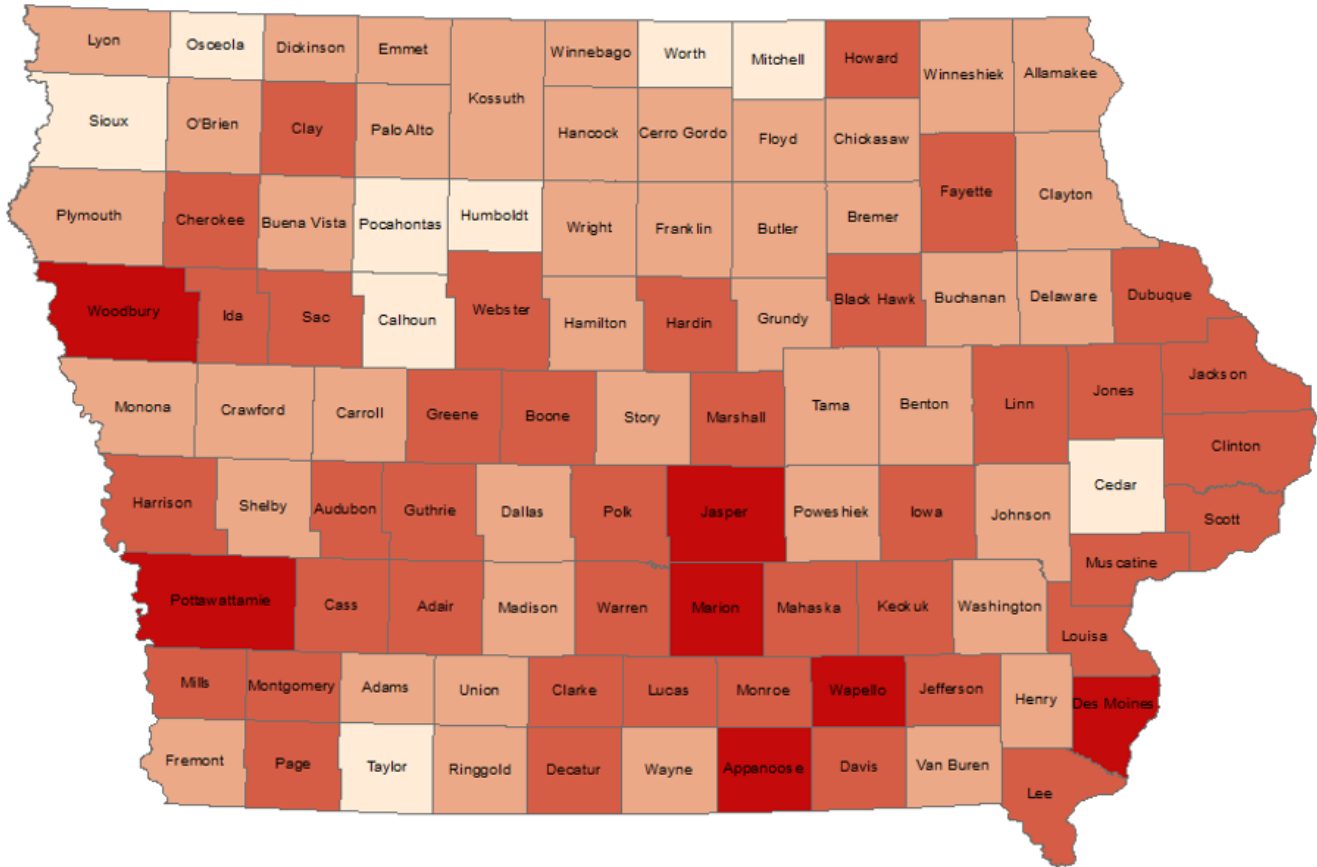 Lyon
Osceola
Dickinson
Emmet
Kossuth
Winnebago
Worth
Mitchell
Howard
Winneshiek
Allamakee
Sioux
O'Brien
Clay
Palo Alto
Hancock
Cerro Gordo
Floyd
Chickasaw
Fayette
Clayton
Plymouth
Cherokee
Buena Vista
Pocahontas
Humboldt
Wright
Franklin
Butler
Bremer
Woodbury
Ida
Sac
Calhoun
Webster
Hamilton
Hardin
Grundy
Black Hawk
Buchanan
Delaware
Dubuque
Monona
Crawford
Carroll
Greene
Boone
Story
Marshall
Tama
Benton
Linn
Jones
Jackson
Clinton
Harrison
Shelby
Audubon
Guthrie
Dallas
Polk
Jasper
Poweshiek
Iowa
Johnson
Cedar
Scott
Muscatine
Pottawattamie
Cass
Adair
Madison
Warren
Marion
Mahaska
Keokuk
Washington
Louisa
Mills
Montgomery
Adams
Union
Clarke
Lucas
Monroe
Wapello
Jefferson
Henry
Des Moines
Fremont
Page
Taylor
Ringgold
Decatur
Wayne
Appanoose
Davis
Van Buren
Lee